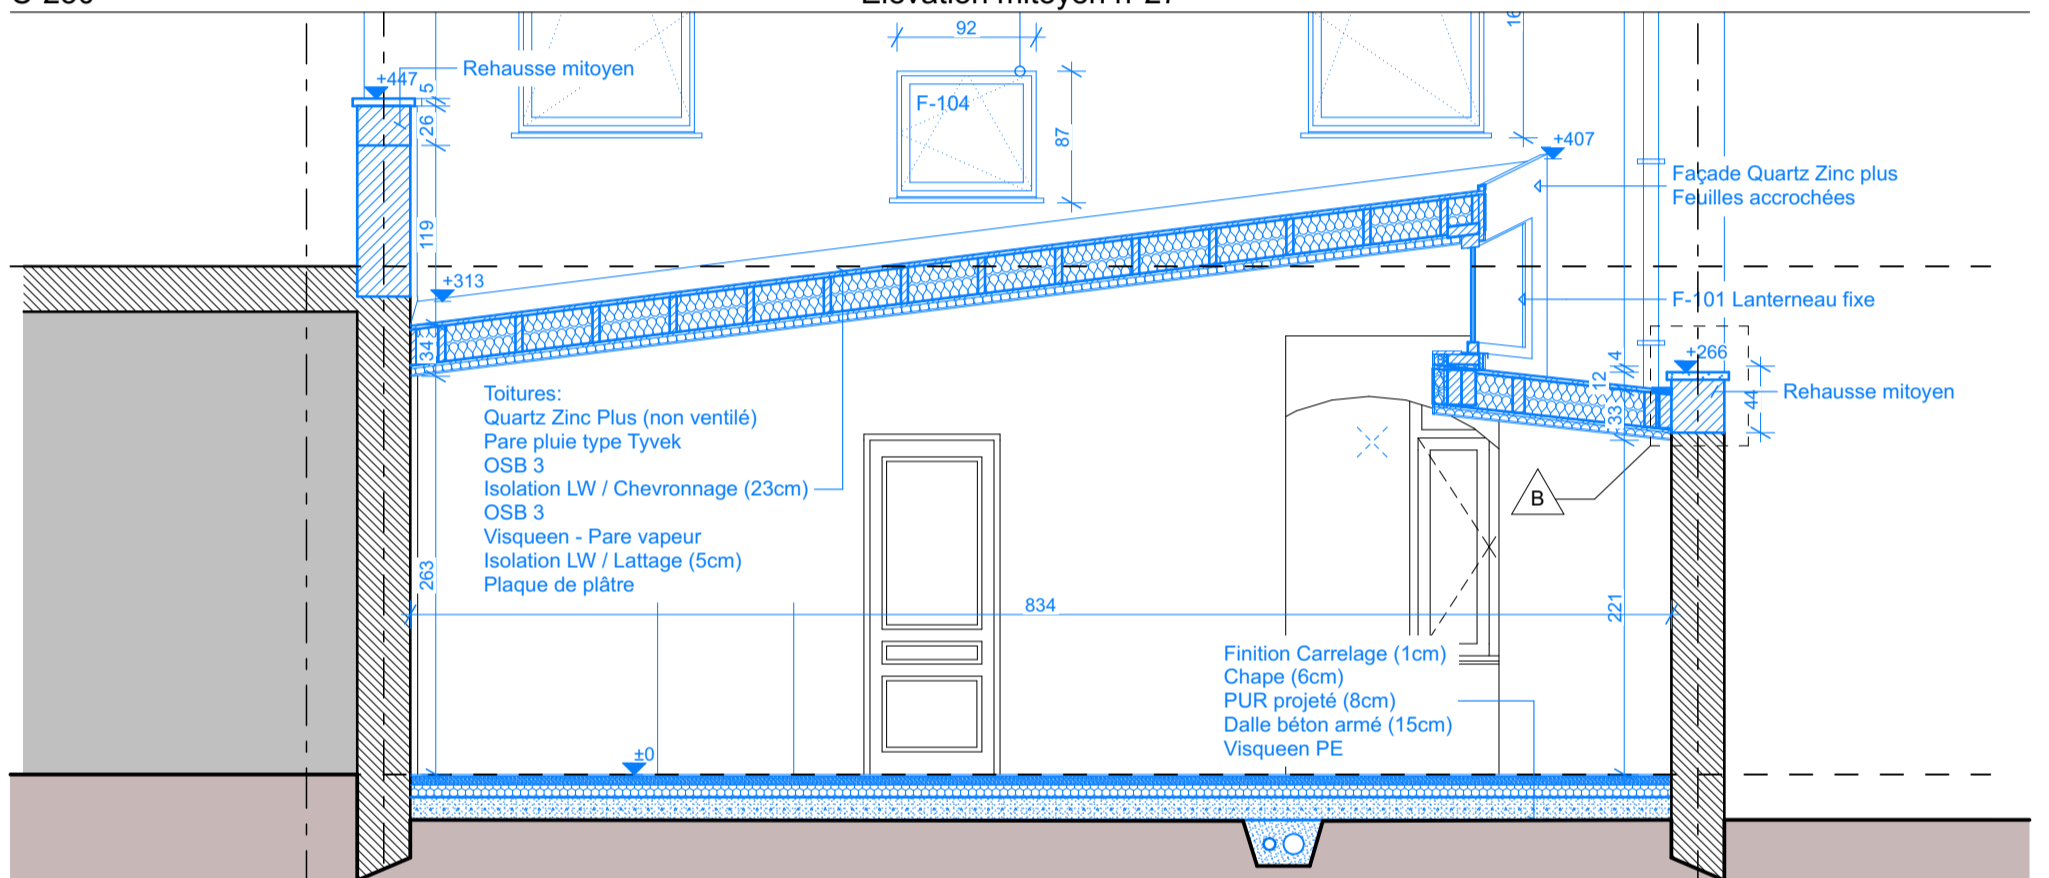 92
16
Rehausse mitoyen
+447
5
26
F-104
87
+407
Façade Quartz Zinc plus
Feuilles accrochées
119
+313
F-101 Lanterneau fixe
34
+266
4
12
33
44
Rehausse mitoyen
Toitures:
Quartz Zinc Plus (non ventilé)
Pare pluie type Tyvek
OSB 3
Isolation LW / Chevronnage (23cm)
OSB 3
Visqueen - Pare vapeur
Isolation LW / Lattage (5cm)
Plaque de plâtre
B
263
834
221
Finition Carrelage (1cm)
Chape (6cm)
PUR projeté (8cm)
Dalle béton armé (15cm)
Visqueen PE
±0